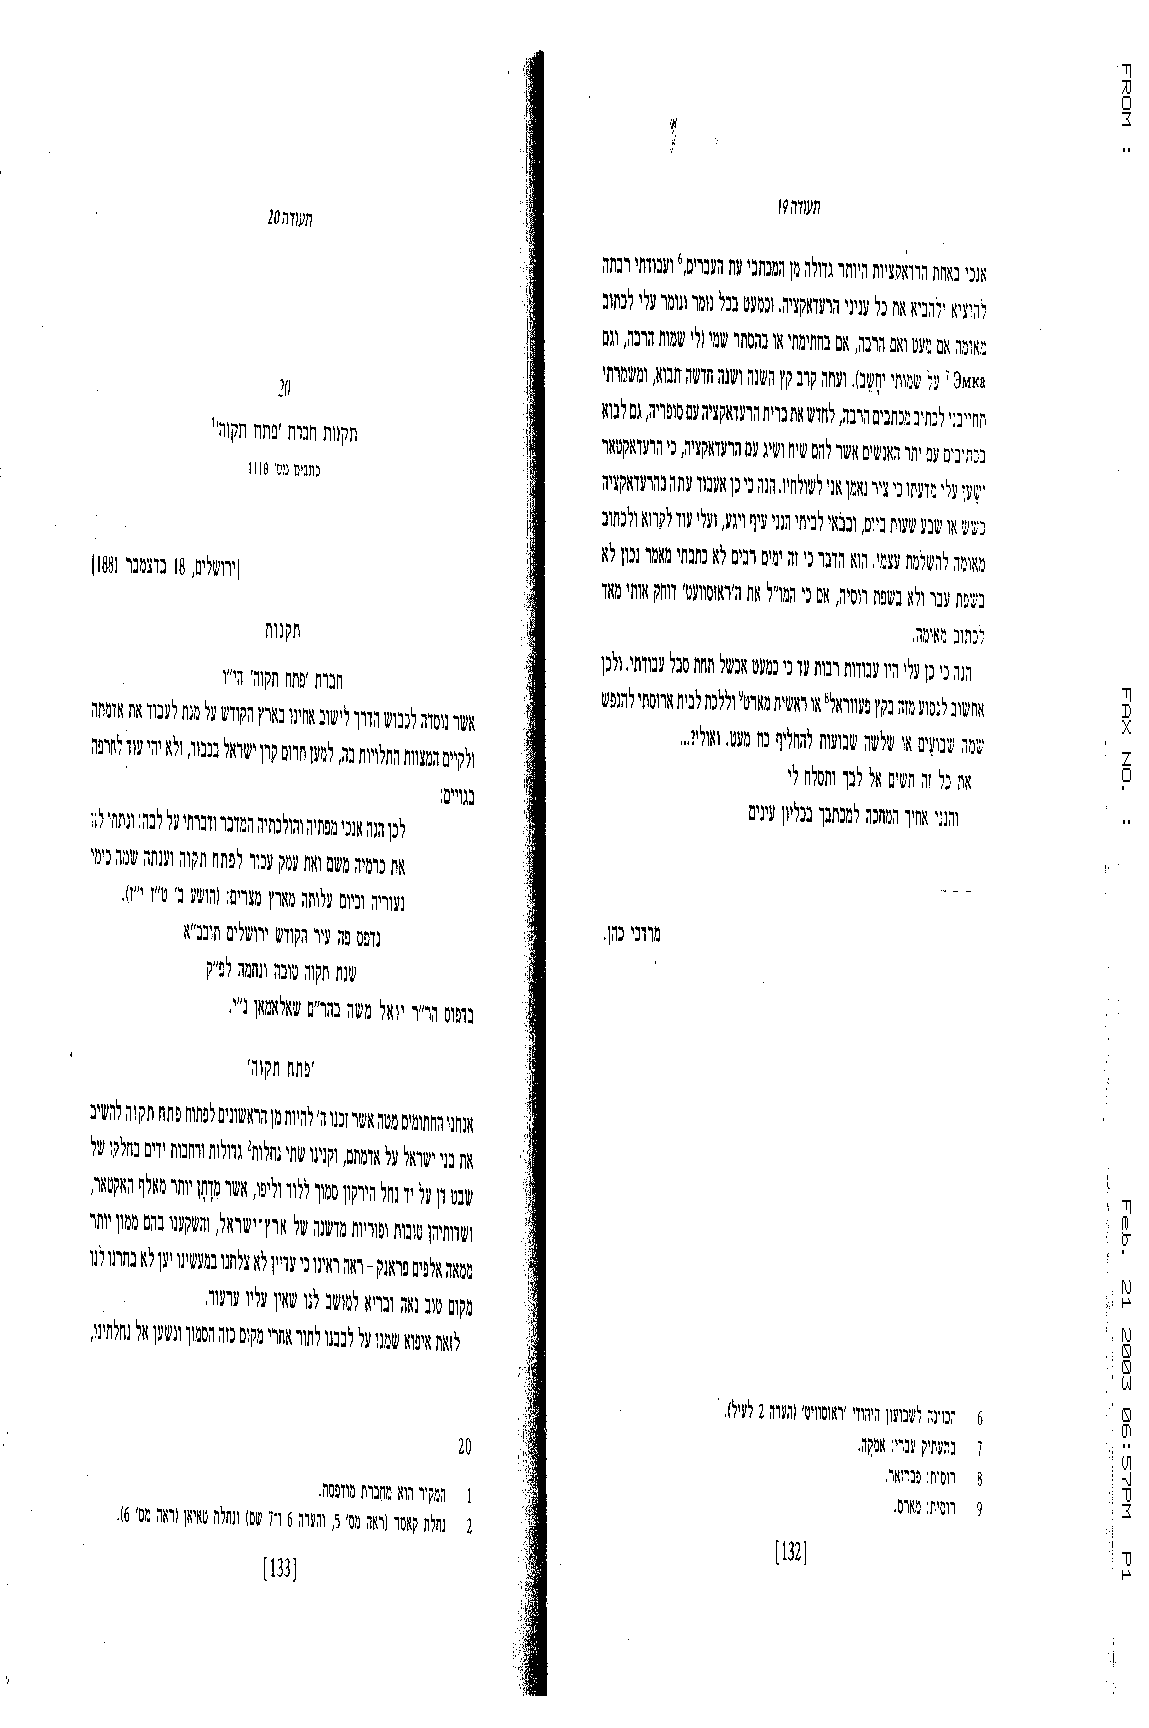 FROM :
FAX NO. :
Feb. 21 2003 06:57PM P1
תעודה 19
אנכי באחת הרדאקציות היותר גדולה מן המכתבי עת העברים,6 ועבודתי רבתה
להוציא ולהביא את כל עניני הרעדאקציה. וכמעט בכל נומר ונומר עלי לכתוב
מאומה אם מעט ואם הרבה, אם בחתימתי או בהסתר שמי (לי שמות הרבה, וגם
Эмка7 על שמותי יחשב). ועתה קרב קץ השנה ושנה חדשה תבוא, ומשמרתי
תחייבני לכתוב מכתבים הרבה, לחדש את ברית הרעדאקציה עם סופריה, גם לבוא
בכתובים עם יתר האנשים אשר להם שיח ושיג עם הרעדאקציה, כי הרעדאקטאר
ישען עלי מדעתו כי ציר נאמן אני לשולחיו. הנה כי כן אעבוד עתה בהרעדאקציה
כשש או שבע שעות ביום, ובבאי לביתי הנני עיף ויגע, ועלי עוד לקרוא ולכתוב
מאומה להשלמת עצמי. הוא הדבר כי זה ימים רבים לא כתבתי מאמר נכון לא
בשפת עבר ולא בשפת רוסיה, אם כי המו״ל את ה׳ראוסוועט׳ דוחק אותי מאד
לכתוב מאומה.
הנה כי כן עלי היו עבודות רבות עד כי כמעט אכשל תחת סבל עבודתי. ולכן
אחשוב לנסוע מזה בקץ פעווראל8 או ראשית מארט9 וללכת לבית ארוסתי להנפש
שמה שבועים או שלשה שבועות להחליף כח מעט. ואולי?...
את כל זה תשים אל לבך ותסלח לי
והנני אחיך המחכה למכתבך בכליון עינים
מרדכי כהן.
6 הכוונה לשבועון היהודי ׳ראוסוויט׳ (הערה 2 לעיל).
7 בתעתיק עברי: אמקה.
8 רוסית: פברואר.
9 רוסית: מארס.
[132]
תעודה 20
20
תקנות חברת ׳פתח תקוה׳1
כתבים מס׳ 1118
[ירושלים, 18 בדצמבר 1881]
תקנות
חברת ׳פתח תקוה׳ הי״ו
אשר נוסדה לכבוש הדרך לישוב אחינו בארץ הקודש על מנת לעבוד את אדמתה
ולקיים המצוות התלויות בה, למען תרום קרן ישראל בכבוד, ולא יהי עוד לחרפה
בגויים:
לכן הנה אנכי מפתיה והולכתיה המדבר ודברתי על לבה: ונתתי לה
את כרמיה משם ואת עמק עכור לפתח תקוה וענתה שמה כימי
נעוריה וכיום עלותה מארץ מצרים: (הושע ב׳ ט״ז י״ז).
נדפס פה עיר הקודש ירושלים תובב״א
שנת תקוה טובה ונחמה לפ״ק
בדפוס הר״ר יואל משה בהר״ם שאלאמאן נ״י.
׳פתח תקוה׳
אנחנו החתומים מטה אשר זכנו ה׳ להיות מן הראשונים לפתוח פתח תקוה להשיב
את בני ישראל על אדמתם, וקנינו שתי נחלות2 גדולות ורחבות ידים בחלקו של
שבט דן על יד נחל הירקון סמוך ללוד וליפו, אשר מדתן יותר מאלף האקטאר,
ושדותיהן טובות ופוריות מדשנה של ארץ־ישראל, והשקענו בהם ממון יותר
ממאה אלפים פראנק – ראה ראינו כי עדיין לא צלחנו במעשינו יען לא בחרנו לנו
מקום טוב נאה ובריא למושב לנו שאין עליו ערעור.
לזאת איפוא שמנו על לבבנו לתור אחרי מקום כזה הסמוך ונשען אל נחלתינו,
20
1 המקור הוא מחברת מודפסת.
2 נחלת קאסר (ראה מס׳ 5, והערה 6 ו־7 שם) ונחלת טאיאן (ראה מס׳ 6).
[133]